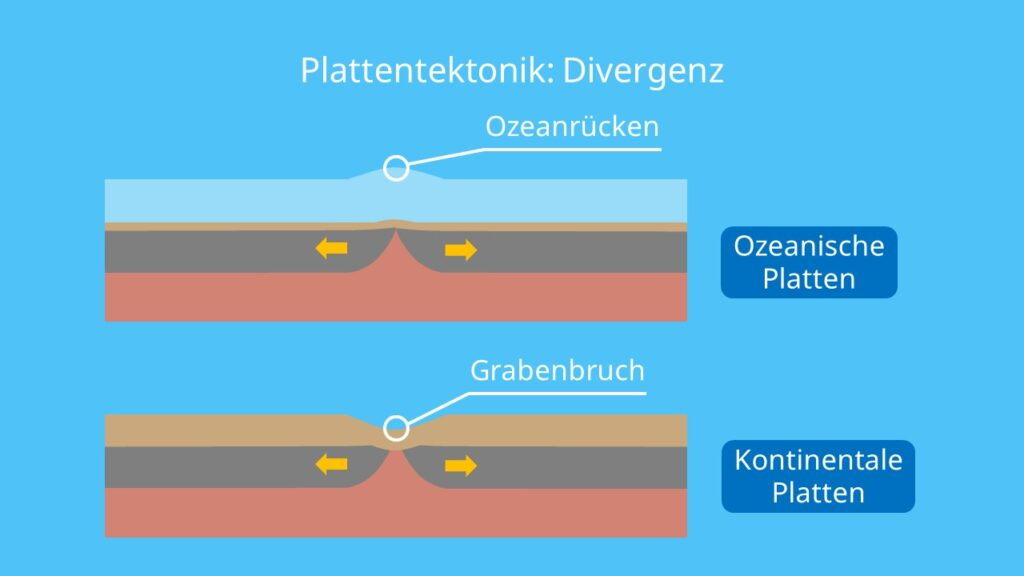 Plattentektonik: Divergenz
Ozeanrücken
Ozeanische
Platten
Grabenbruch
Kontinentale
Platten